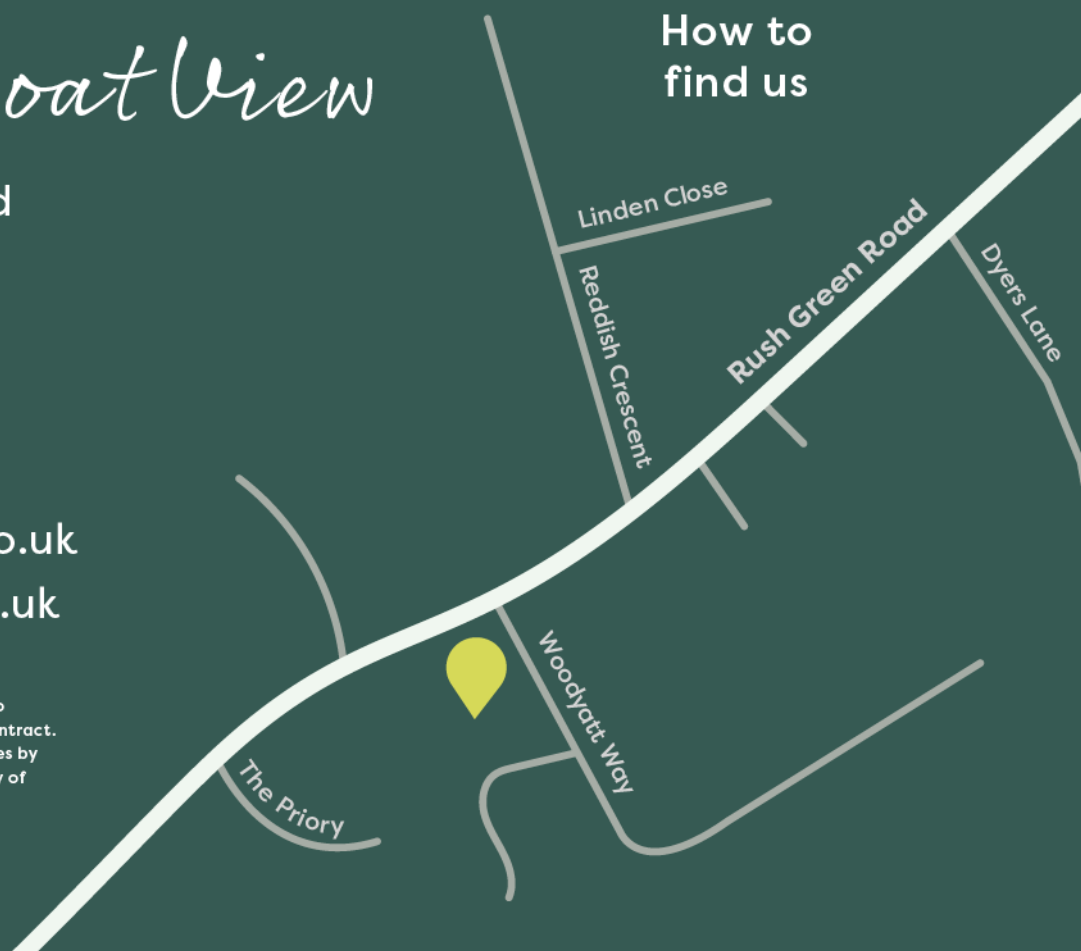 How to
find us
oat View
d
Linden Close
Reddish Crescent
Rush Green Road
Dyers Lane
o.uk
.uk
Woodyatt Way
The Priory
o
ntract.
es by
y of